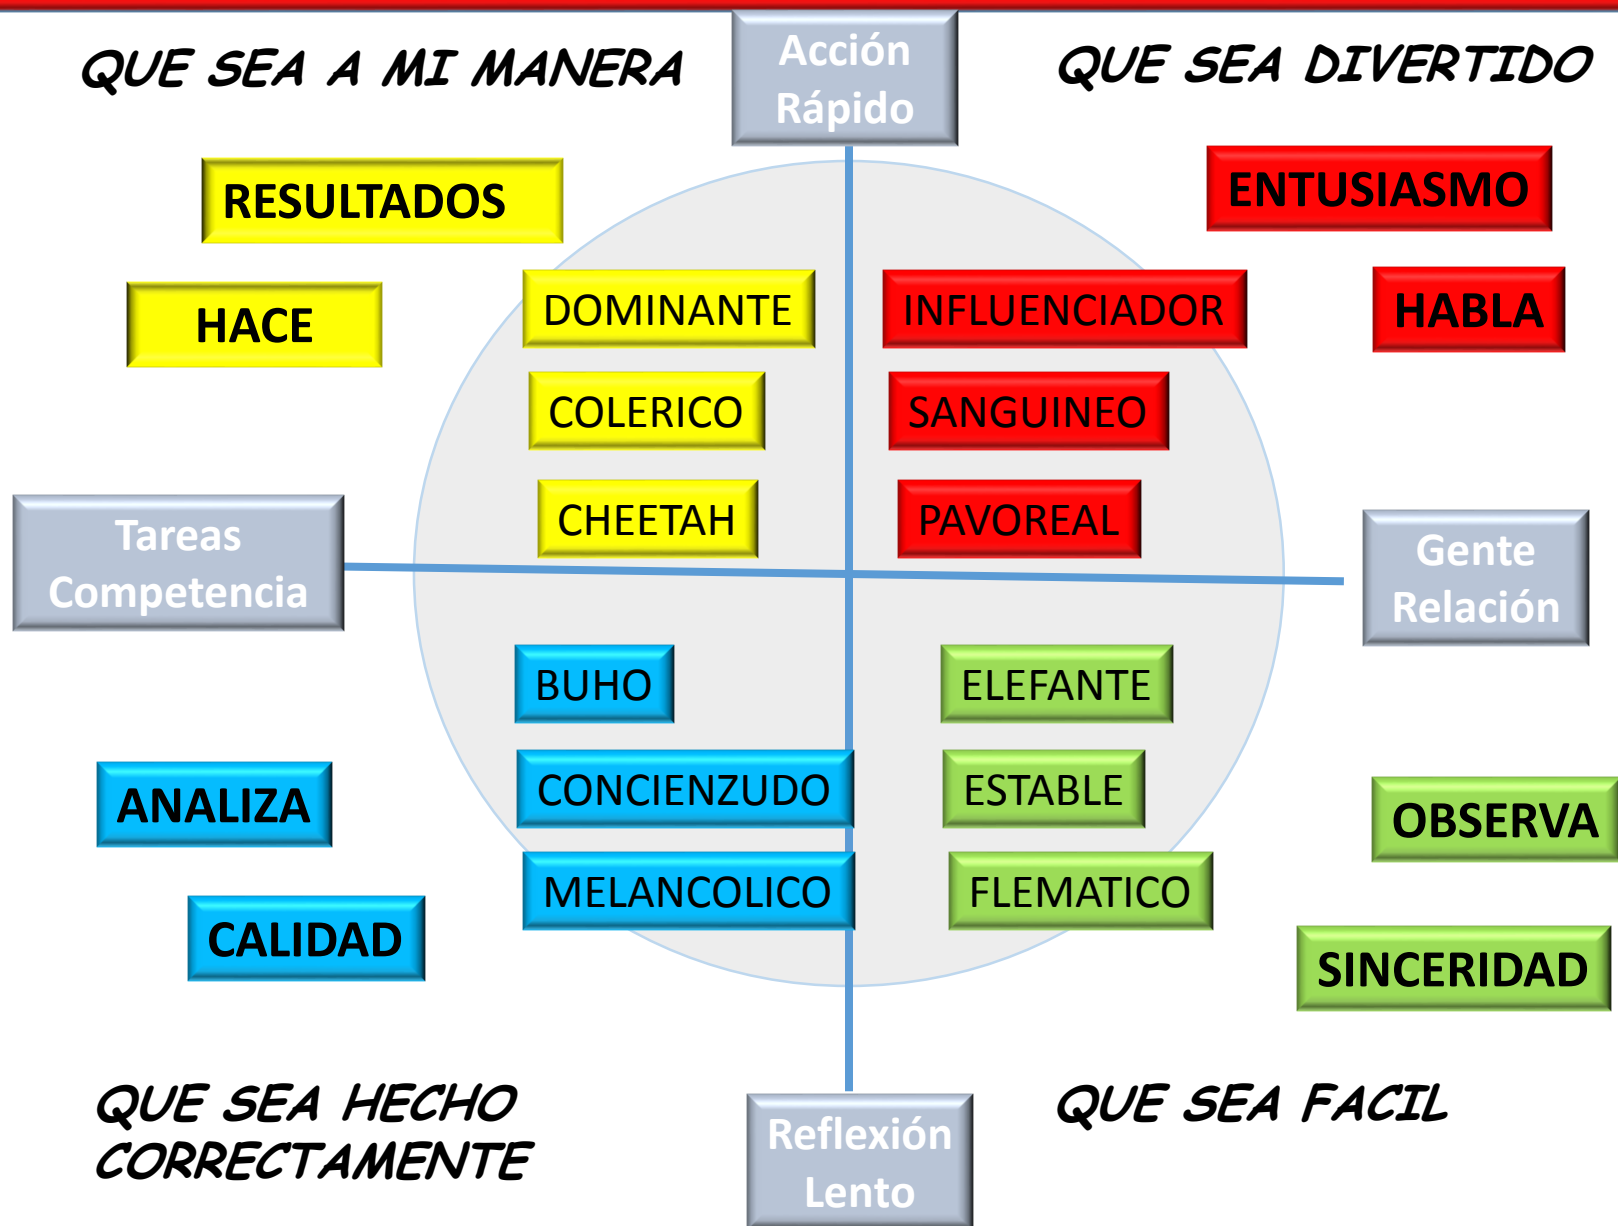 QUE SEA A MI MANERA
Acción
Rápido
QUE SEA DIVERTIDO
RESULTADOS
ENTUSIASMO
HACE
DOMINANTE
INFLUENCIADOR
HABLA
COLERICO
SANGUINEO
CHEETAH
PAVOREAL
Tareas
Competencia
Gente
Relación
BUHO
ELEFANTE
ANALIZA
CONCIENZUDO
ESTABLE
OBSERVA
MELANCOLICO
FLEMATICO
CALIDAD
SINCERIDAD
QUE SEA HECHO
CORRECTAMENTE
Reflexión
Lento
QUE SEA FACIL